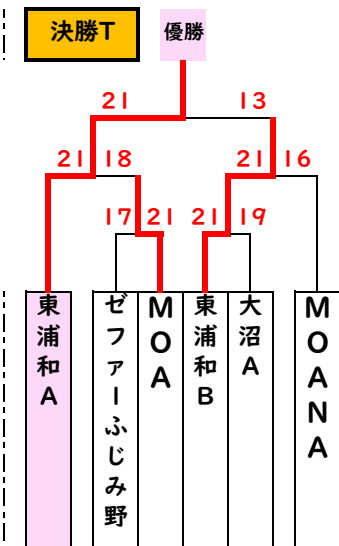 決勝T
優勝
21 13
21 18 21 16
17 21 21 19
東浦和A
ゼファーふじみ野
MOA
東浦和B
大沼A
MOANA